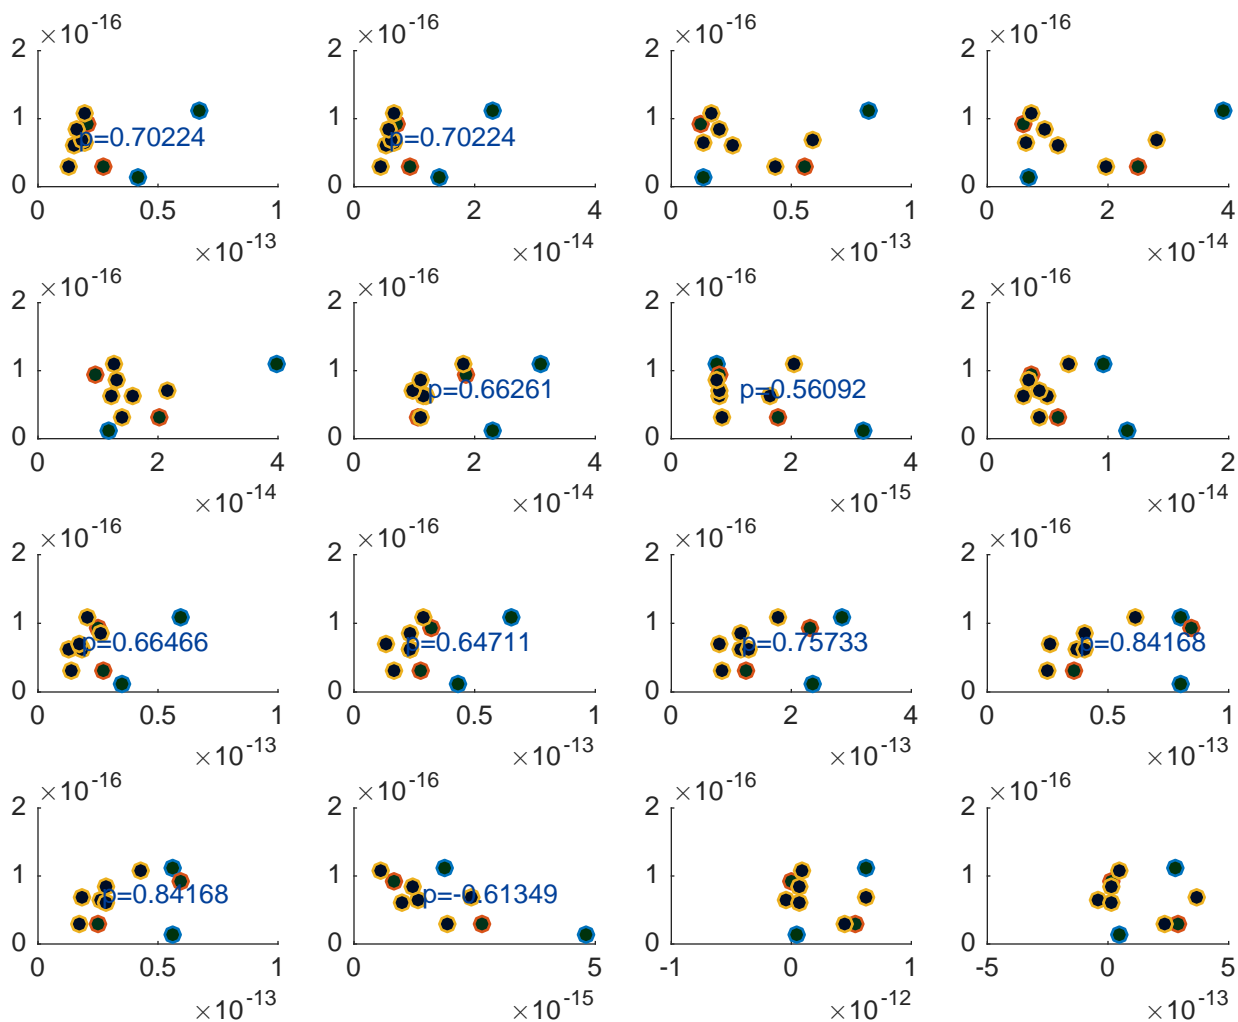 ×10-16 ×10-16 ×10-16 ×10-16
2 2 2 2
1 1 1 1
p=0.70224 p=0.70224
0 0 0 0
0 0.5 1 0 2 4 0 0.5 1 0 2 4
×10-13 ×10-14 ×10-13 ×10-14
×10-16 ×10-16 ×10-16 ×10-16
2 2 2 2
1 1 1 1
p=0.66261 p=0.56092
0 0 0 0
0 2 4 0 2 4 0 2 4 0 1 2
×10-14 ×10-14 ×10-15 ×10-14
×10-16 ×10-16 ×10-16 ×10-16
2 2 2 2
1 1 1 1
p=0.66466 p=0.64711 p=0.75733 p=0.84168
0 0 0 0
0 0.5 1 0 0.5 1 0 2 4 0 0.5 1
×10-13 ×10-13 ×10-13 ×10-13
×10-16 ×10-16 ×10-16 ×10-16
2 2 2 2
1 1 1 1
p=0.84168 p=-0.61349
0 0 0 0
0 0.5 1 0 5 -1 0 1 -5 0 5
×10-13 ×10-15 ×10-12 ×10-13